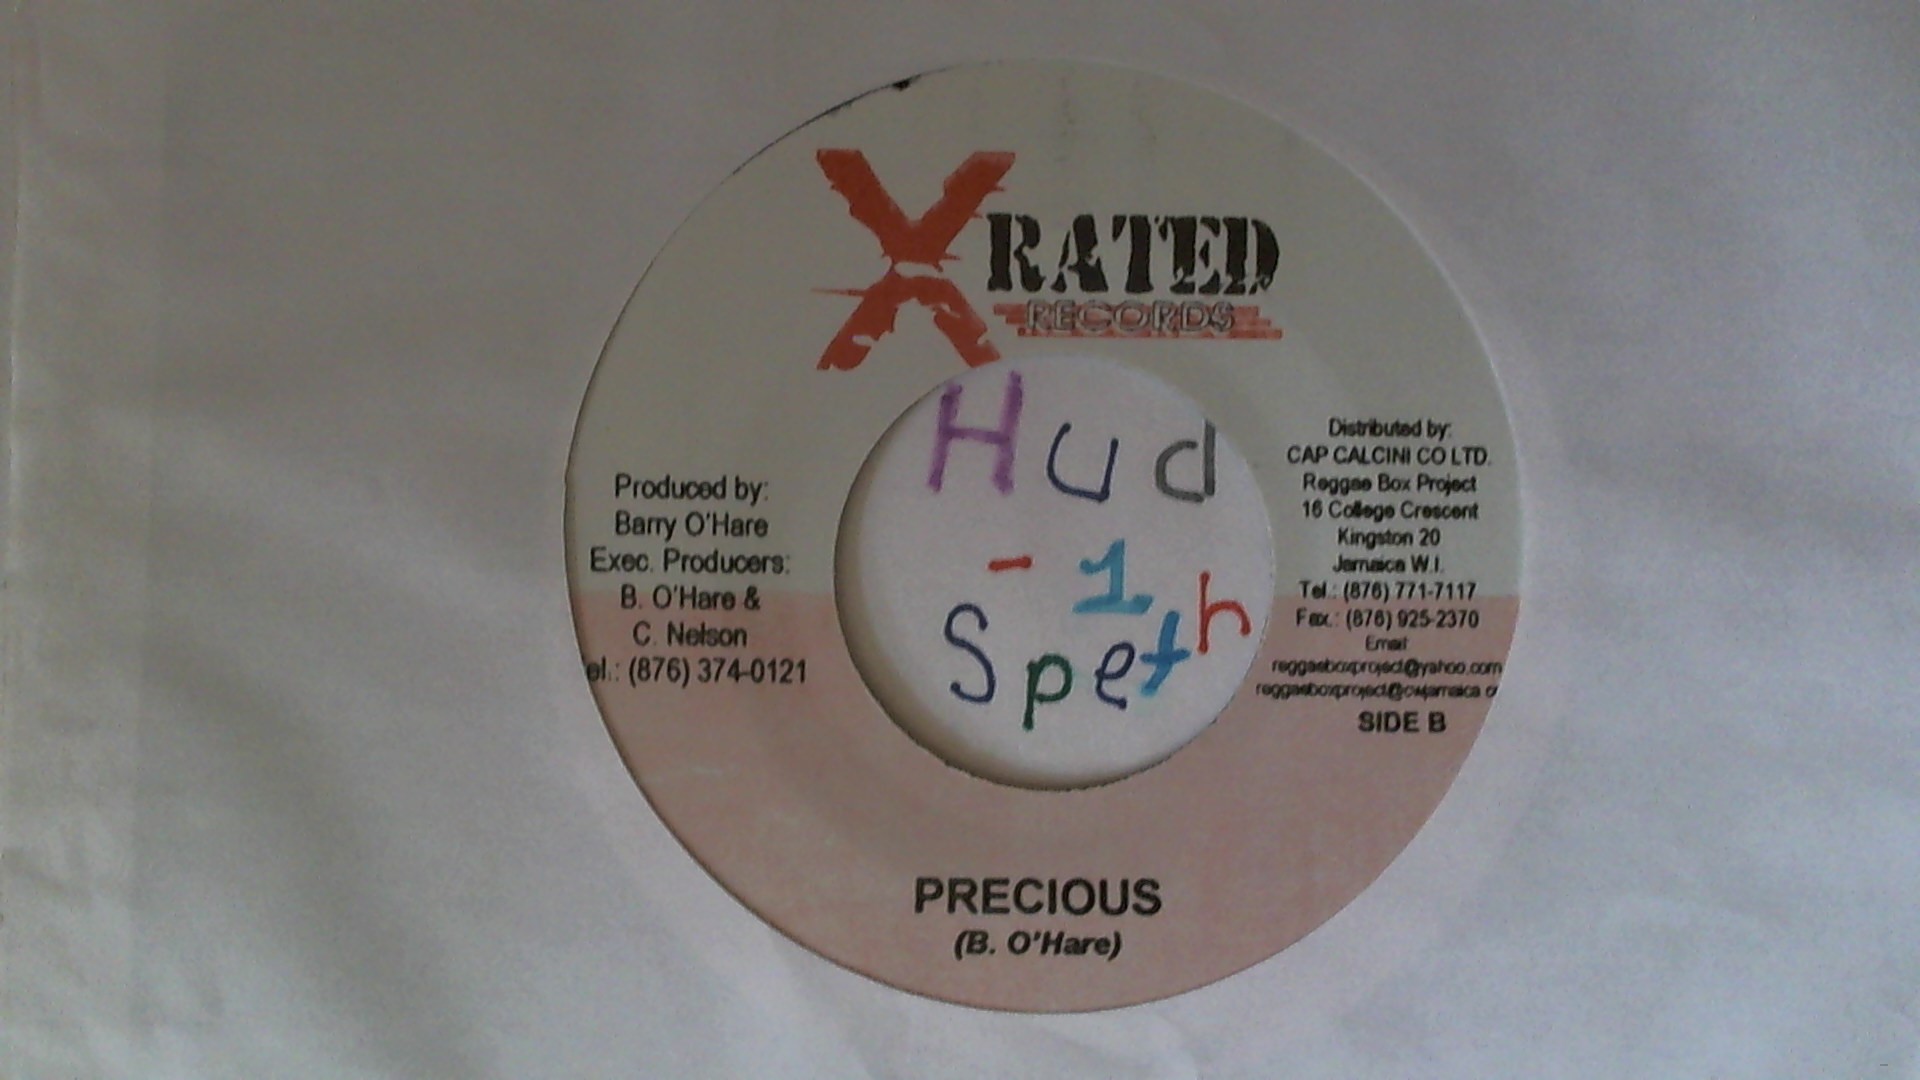 X RATED
RECORDS
Hud
- 1
Speth
Produced by:
Barry O'Hare
Exec. Producers:
B. O'Hare &
C. Nelson
el.: (876) 374-0121
Distributed by:
CAP CALCINI CO LTD.
Reggae Box Project
16 College Crescent
Kingston 20
Jamaica W.I.
Tel.: (876) 771-7117
Fax.: (876) 925-2370
Email
reggaeboxproject@yahoo.com
reggaeboxproject@cwjamaica.c
SIDE B
PRECIOUS
(B. O'Hare)